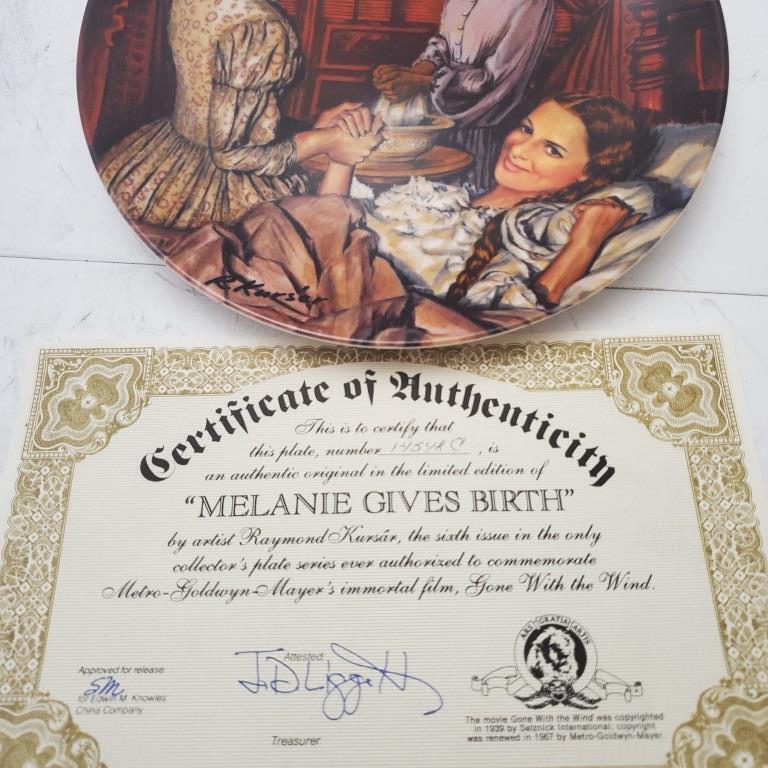 R. Kursár
Certificate of Authenticity
This is to certify that
this plate, number 14548C, is
an authentic original in the limited edition of
"MELANIE GIVES BIRTH"
by artist Raymond Kursár, the sixth issue in the only
collector's plate series ever authorized to commemorate
Metro-Goldwyn-Mayer's immortal film, Gone With the Wind.
Approved for release:
SM
for Edwin M. Knowles
China Company
Attested:
Treasurer
ARS GRATIA ARTIS
The movie Gone With the Wind was copyrighted
in 1939 by Selznick International; copyright
was renewed in 1967 by Metro-Goldwyn-Mayer